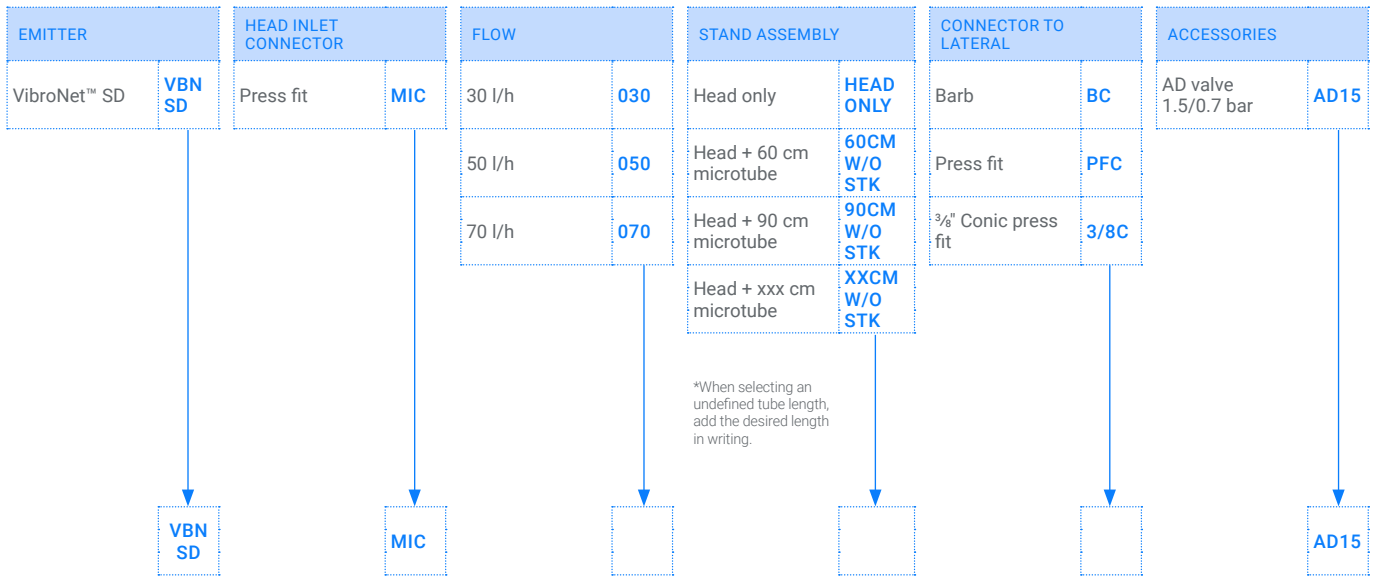 EMITTER
VibroNet™ SD
VBN
SD
HEAD INLET
CONNECTOR
Press fit
MIC
FLOW
30 l/h
030
50 l/h
050
70 l/h
070
STAND ASSEMBLY
Head only
HEAD
ONLY
Head + 60 cm
microtube
60CM
W/O
STK
Head + 90 cm
microtube
90CM
W/O
STK
Head + xxx cm
microtube
XXCM
W/O
STK
*When selecting an
undefined tube length,
add the desired length
in writing.
CONNECTOR TO
LATERAL
Barb
BC
Press fit
PFC
⅜" Conic press
fit
3/8C
ACCESSORIES
AD valve
1.5/0.7 bar
AD15
VBN
SD
MIC
AD15